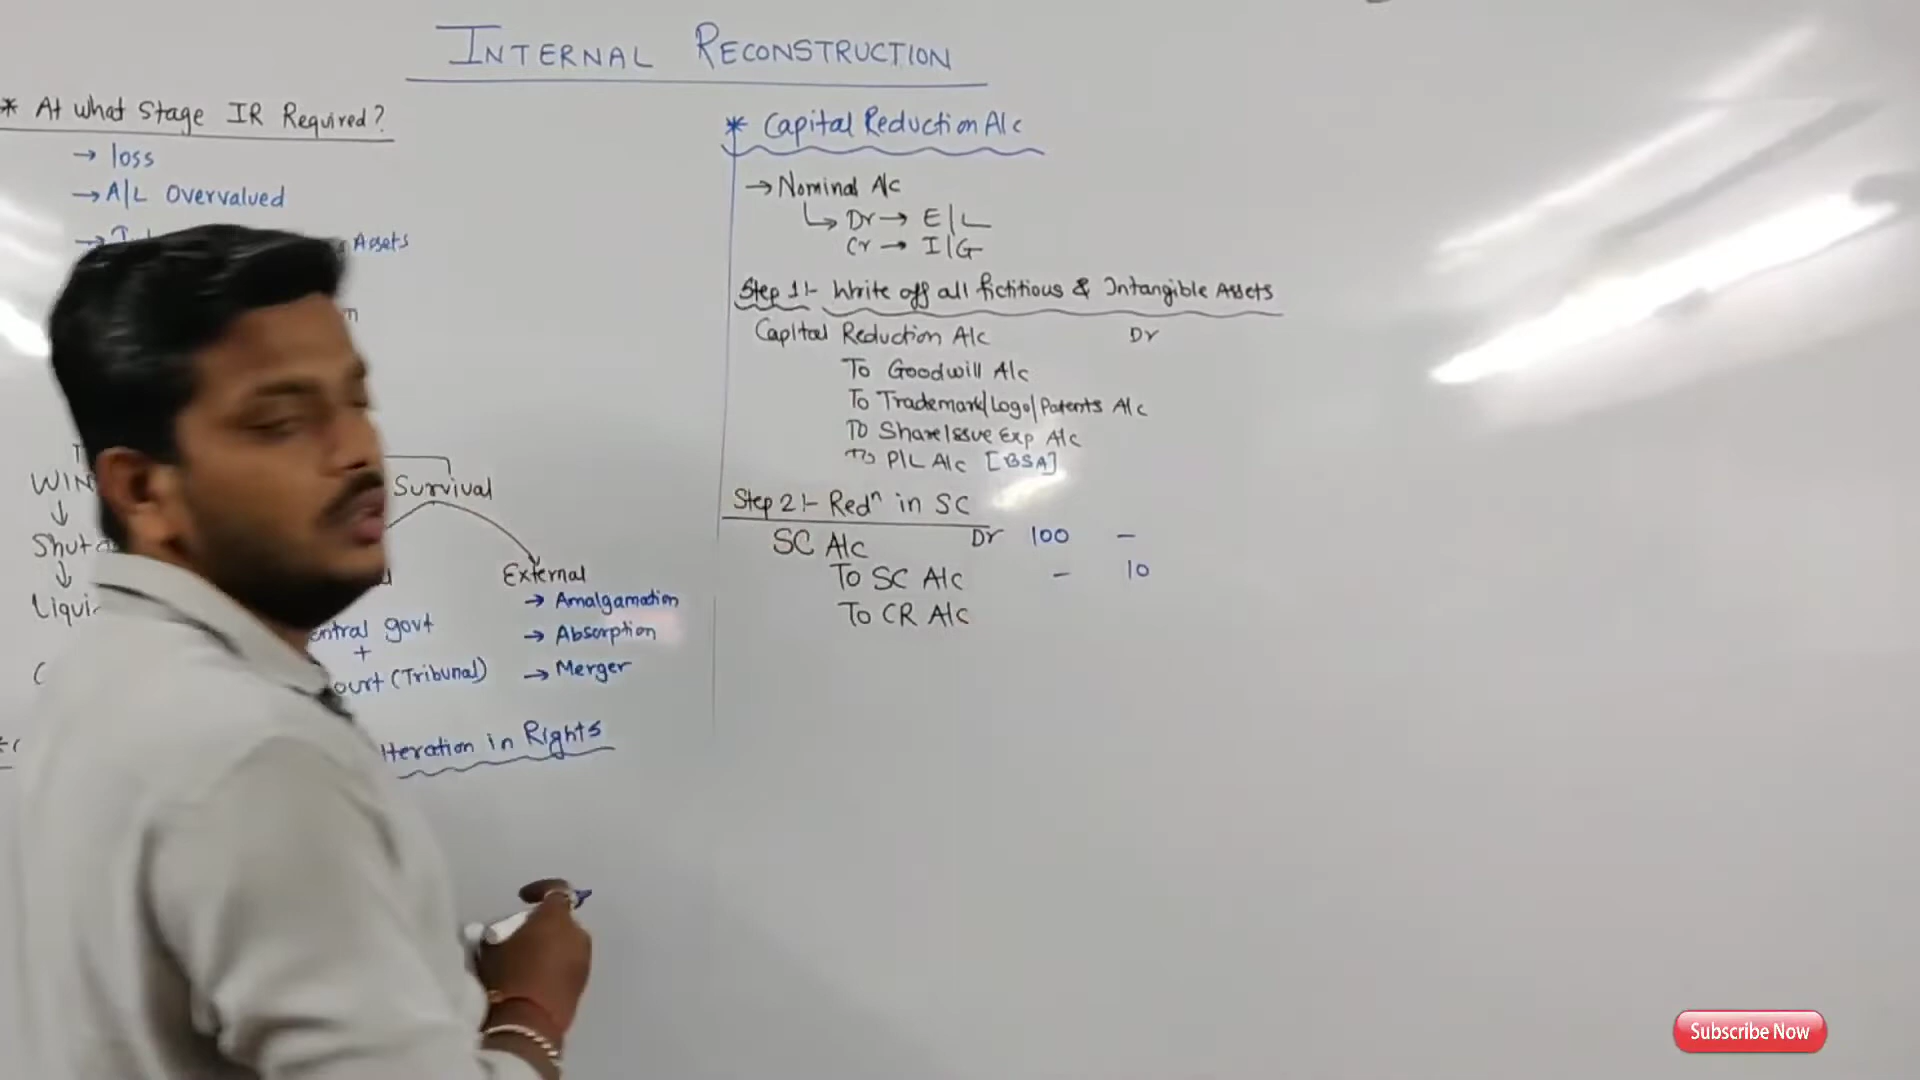 INTERNAL RECONSTRUCTION
* At what Stage IR Required?
→ loss
→ A/L Overvalued
→ Assets
WIN
Survival
↓
↓
External
→ Amalgamation
→ Absorption
→ Merger
govt
+
(Tribunal)
in Rights
* Capital Reduction A/c
→ Nominal A/c
↳ Dr → E/L
Cr → I/G
Step 1:- Write off all fictitious & Intangible Assets
Capital Reduction A/c Dr
To Goodwill A/c
To Trademark/Logo/Patents A/c
To Share Issue Exp A/c
To P/L A/c [BSA]
Step 2:- Redⁿ in SC
SC A/c Dr 100 -
To SC A/c - 10
To CR A/c
Subscribe Now